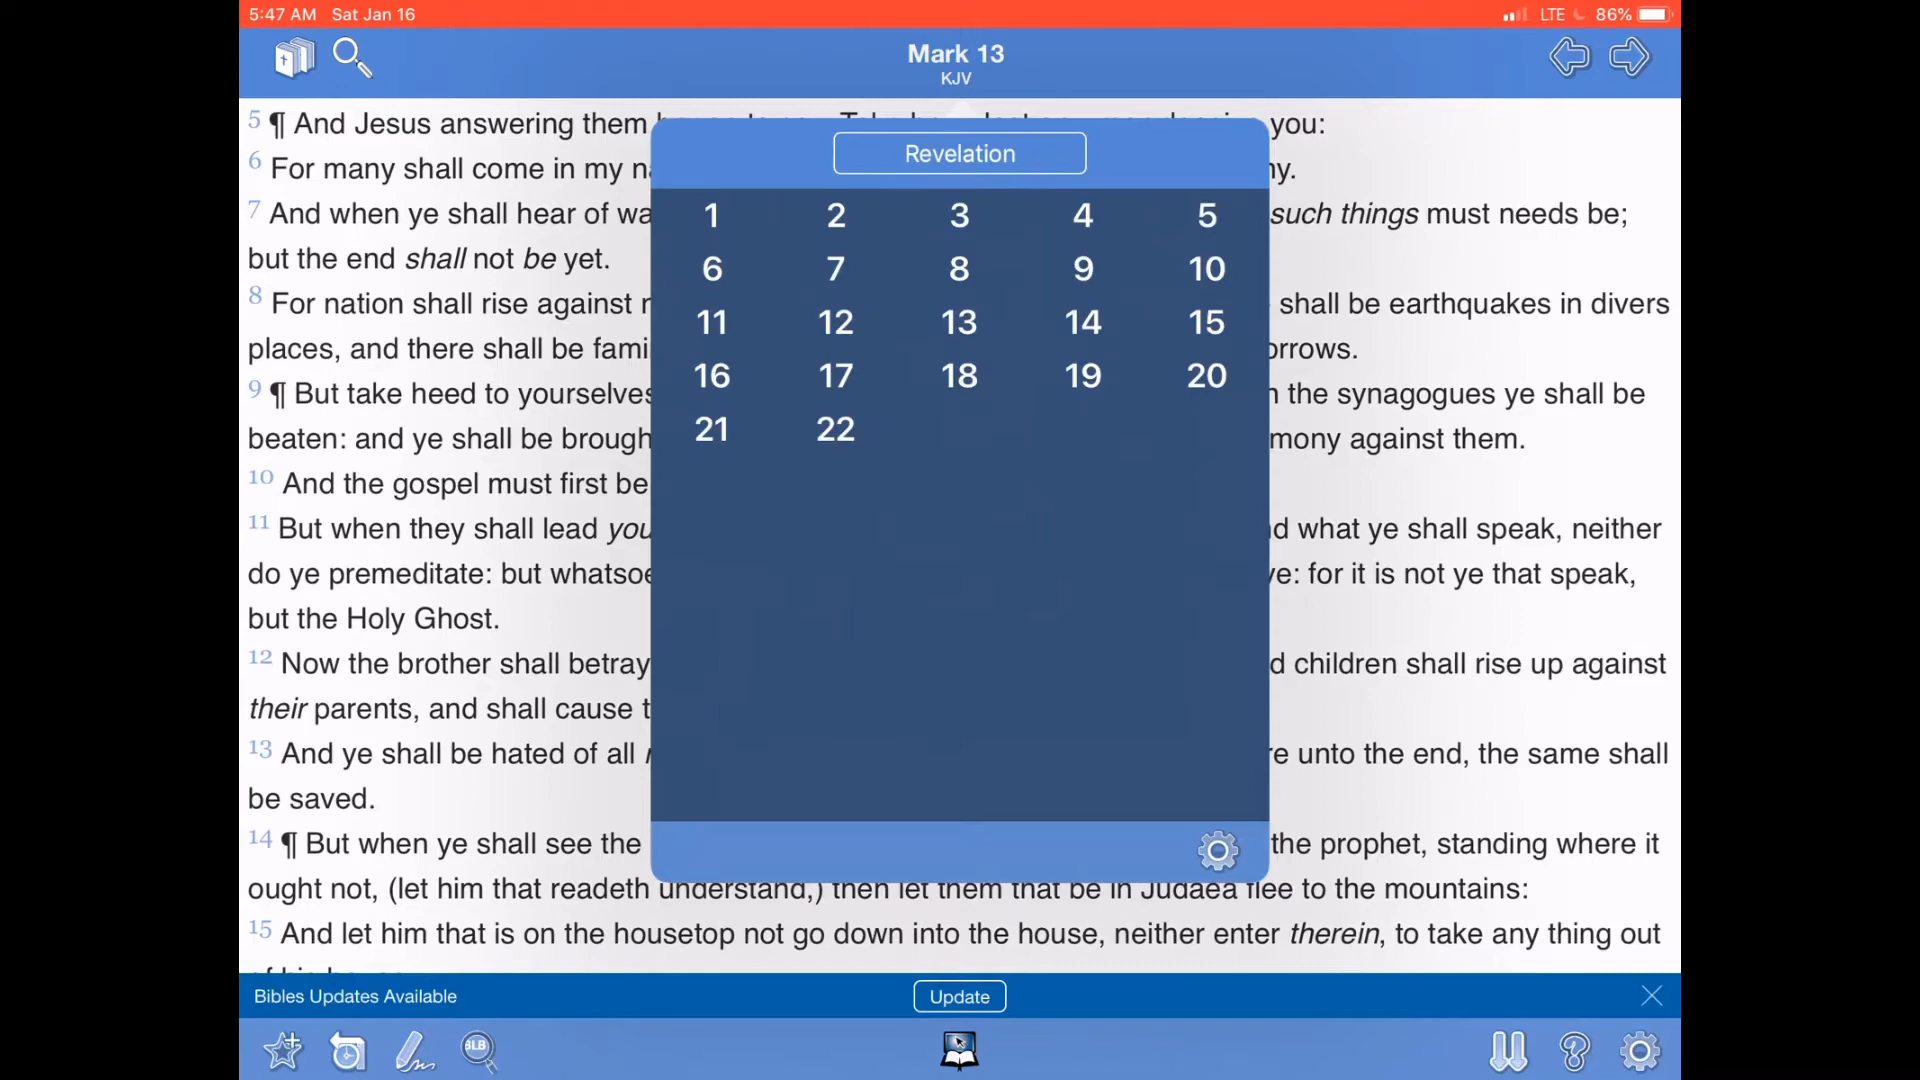 5:47 AM Sat Jan 16 LTE 86%
Mark 13
KJV
5 ¶ And Jesus answering them you:
6 For many shall come in my
7 And when ye shall hear of such things must needs be;
but the end shall not be yet.
8 For nation shall rise against shall be earthquakes in divers
places, and there shall be
9 ¶ But take heed to yourselves the synagogues ye shall be
beaten: and ye shall be against them.
10 And the gospel must first be
11 But when they shall lead what ye shall speak, neither
do ye premeditate: but for it is not ye that speak,
but the Holy Ghost.
12 Now the brother shall betray children shall rise up against
their parents, and shall cause
13 And ye shall be hated of all unto the end, the same shall
be saved.
14 ¶ But when ye shall see the the prophet, standing where it
ought not, (let him that readeth understand,) then let them that be in Judaea flee to the mountains:
15 And let him that is on the housetop not go down into the house, neither enter therein, to take any thing out
Revelation
1 2 3 4 5
6 7 8 9 10
11 12 13 14 15
16 17 18 19 20
21 22
Bibles Updates Available Update
BLB